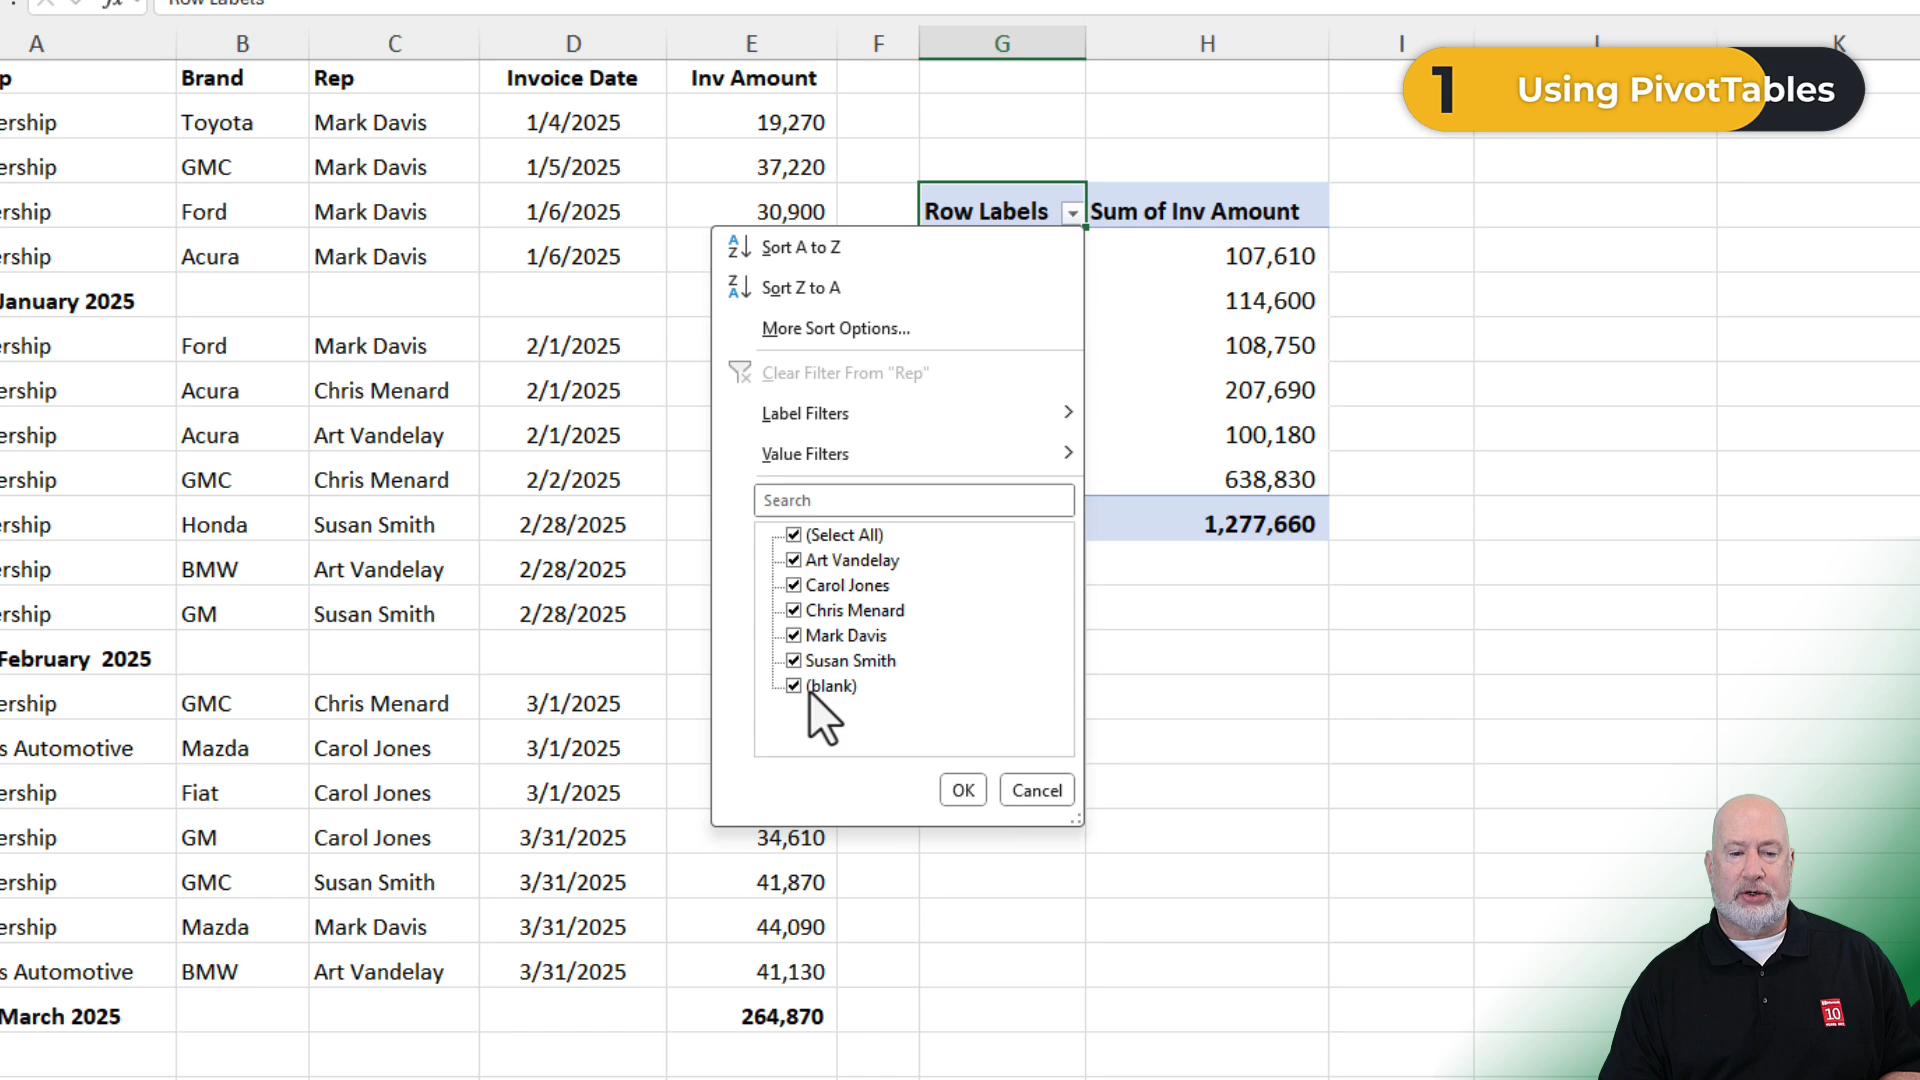 Row Labels
A B C D E F G H I K
p Brand Rep Invoice Date Inv Amount
1 Using PivotTables
ership Toyota Mark Davis 1/4/2025 19,270
ership GMC Mark Davis 1/5/2025 37,220
ership Ford Mark Davis 1/6/2025 30,900 Row Labels Sum of Inv Amount
ership Acura Mark Davis 1/6/2025 107,610
January 2025 114,600
ership Ford Mark Davis 2/1/2025 108,750
ership Acura Chris Menard 2/1/2025 207,690
ership Acura Art Vandelay 2/1/2025 100,180
ership GMC Chris Menard 2/2/2025 638,830
ership Honda Susan Smith 2/28/2025 1,277,660
ership BMW Art Vandelay 2/28/2025
ership GM Susan Smith 2/28/2025
February 2025
ership GMC Chris Menard 3/1/2025
s Automotive Mazda Carol Jones 3/1/2025
ership Fiat Carol Jones 3/1/2025
ership GM Carol Jones 3/31/2025 34,610
ership GMC Susan Smith 3/31/2025 41,870
ership Mazda Mark Davis 3/31/2025 44,090
s Automotive BMW Art Vandelay 3/31/2025 41,130
March 2025 264,870
Sort A to Z
Sort Z to A
More Sort Options...
Clear Filter From "Rep"
Label Filters
Value Filters
Search
(Select All)
Art Vandelay
Carol Jones
Chris Menard
Mark Davis
Susan Smith
(blank)
OK Cancel
10